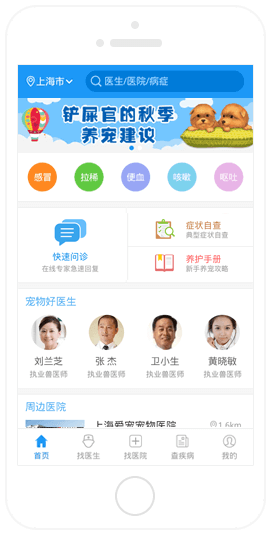 上海市
医生/医院/病症
铲屎官的秋季
养宠建议
感冒
拉稀
便血
咳嗽
呕吐
快速问诊
在线专家急速回复
症状自查
典型症状自查
养护手册
新手养宠攻略
宠物好医生
刘兰芝
张 杰
卫小生
黄晓敏
执业兽医师
执业兽医师
执业兽医师
执业兽医师
周边医院
上海爱宠宠物医院
1.6km
首页
找医生
找医院
查疾病
我的